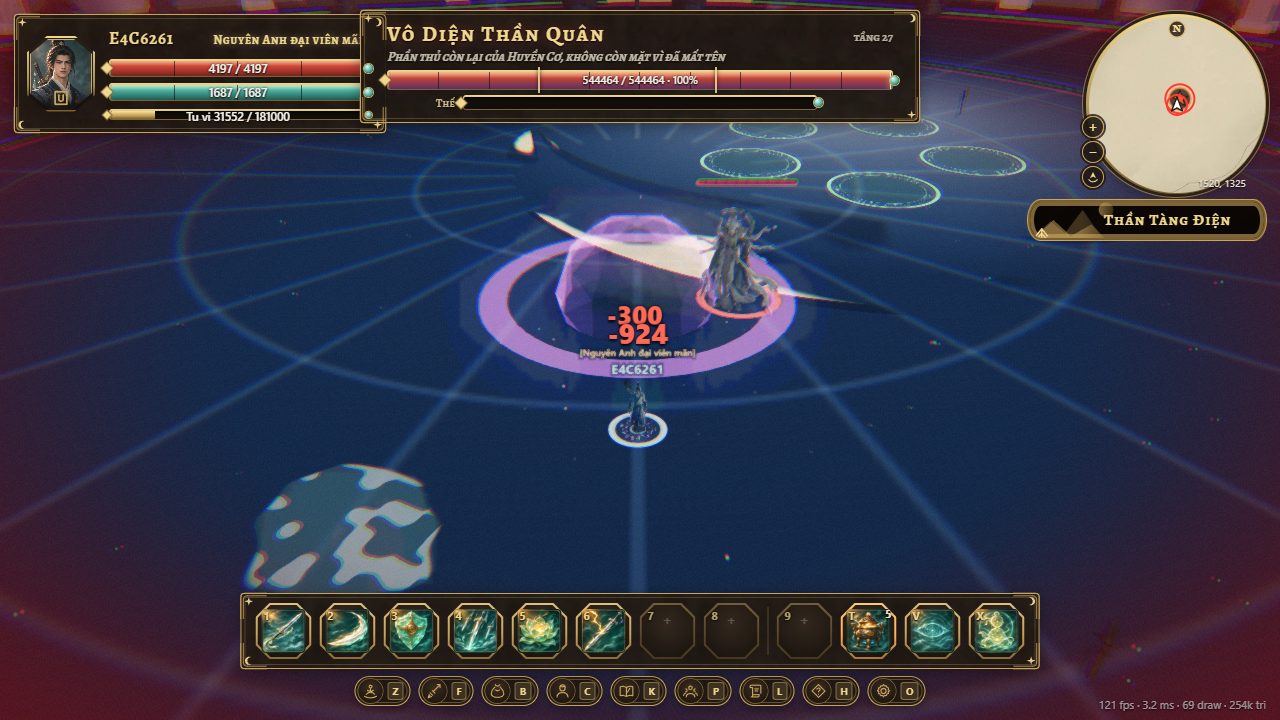 E4C6261
Nguyên Anh đại viên mã
4197 / 4197
1687 / 1687
Tu vi 31552 / 181000
U
Vô Diện Thần Quân
Tầng 27
Phần thủ còn lại của Huyền Cơ, không còn mặt vì đã mất tên
544464 / 544464 · 100%
Thế
N
+
−
1520, 1325
Thần Tàng Điện
-300
-924
[Nguyên Anh đại viên mãn]
E4C6261
1 2 3 4 5 6 7 8 9 T 5 V X
Z F B C K P L H O
121 fps · 3.2 ms · 69 draw · 254k tri